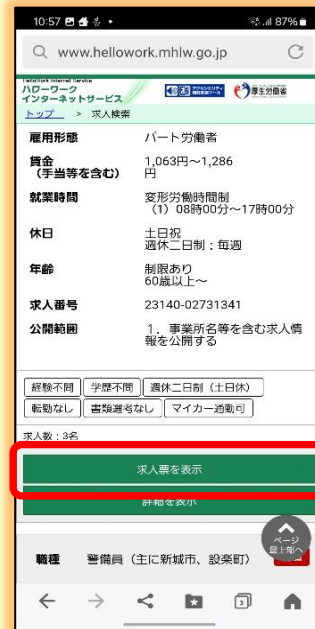 10:57
87%
www.hellowork.mhlw.go.jp
HelloWork Internet Service
ハローワーク
インターネットサービス
厚生労働省
トップ > 求人検索
雇用形態 パート労働者
賃金 1,063円～1,286
（手当等を含む） 円
就業時間 変形労働時間制
（1）08時00分～17時00分
休日 土日祝
週休二日制：毎週
年齢 制限あり
60歳以上～
求人番号 23140-02731341
公開範囲 1．事業所名等を含む求人情
報を公開する
経験不問 学歴不問 週休二日制（土日休）
転勤なし 書類選考なし マイカー通勤可
求人数：3名
求人票を表示
詳細を表示
ページ
最上部へ
職種 警備員（主に新城市、設楽町）
3